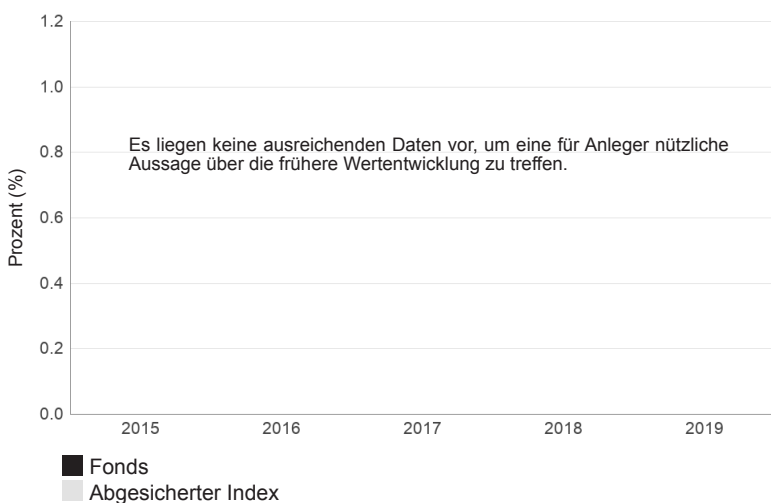 1.2
1.0
Es liegen keine ausreichenden Daten vor, um eine für Anleger nützliche
0.8
Aussage über die frühere Wertentwicklung zu treffen.
Prozent (%)
0.6
0.4
0.2
0.0
2015 2016 2017 2018 2019
Fonds
Abgesicherter Index